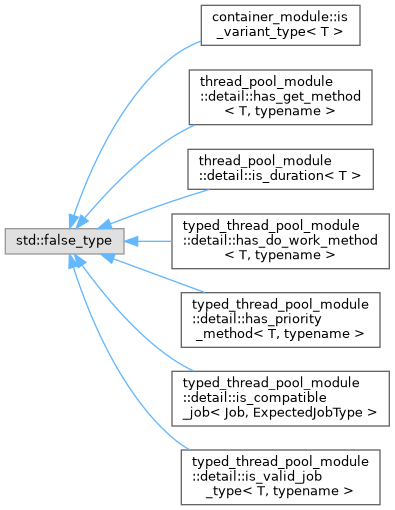 container_module::is
_variant_type< T >
thread_pool_module
::detail::has_get_method
< T, typename >
thread_pool_module
::detail::is_duration< T >
std::false_type
typed_thread_pool_module
::detail::has_do_work_method
< T, typename >
typed_thread_pool_module
::detail::has_priority
_method< T, typename >
typed_thread_pool_module
::detail::is_compatible
_job< Job, ExpectedJobType >
typed_thread_pool_module
::detail::is_valid_job
_type< T, typename >